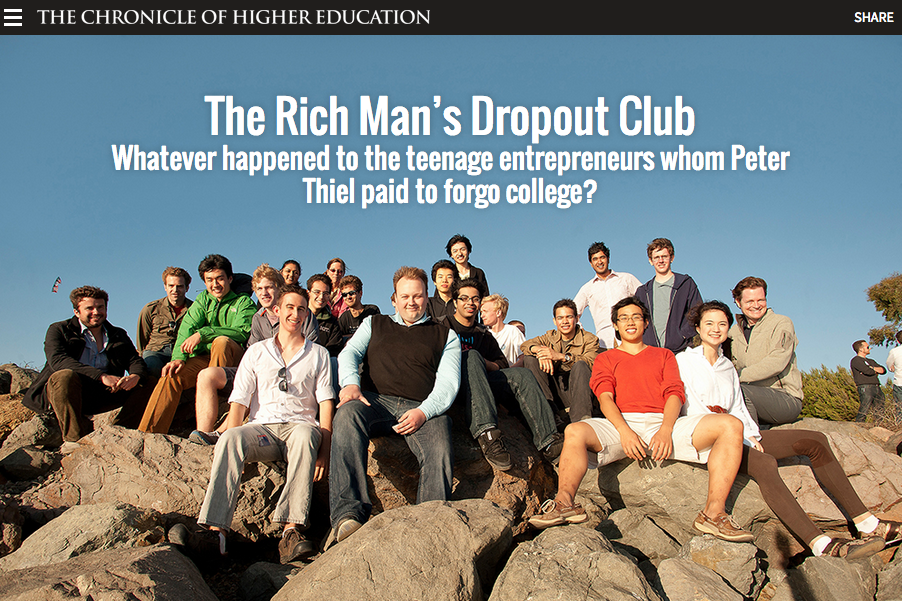 THE CHRONICLE OF HIGHER EDUCATION
SHARE
The Rich Man’s Dropout Club
Whatever happened to the teenage entrepreneurs whom Peter
Thiel paid to forgo college?